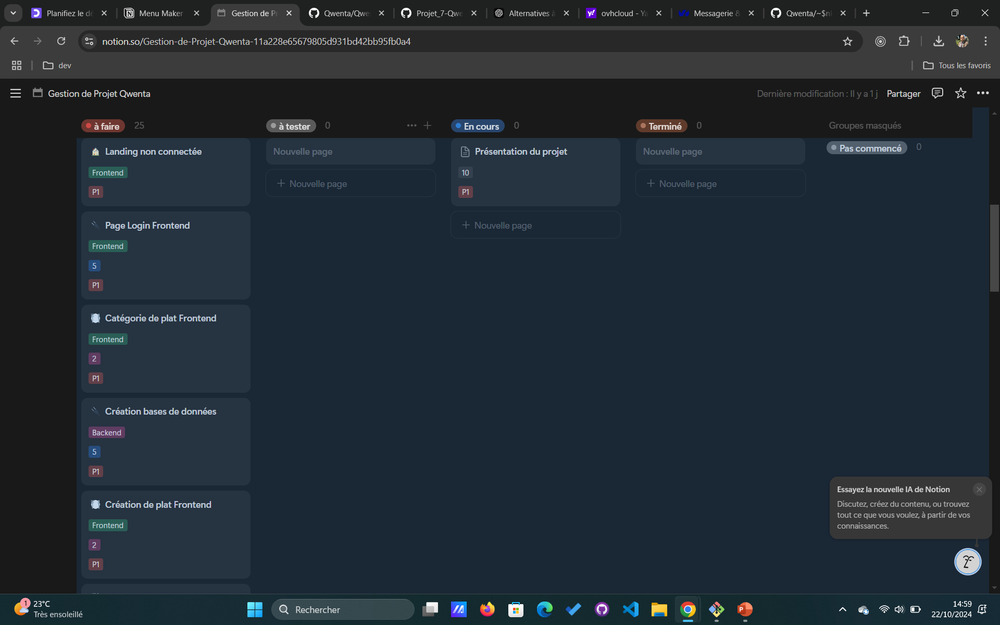 Planifiez le dé
Menu Maker
Gestion de Pr
Qwenta/Qwe
Projet_7-Qwe
Alternatives à
ovhcloud - Ya
Messagerie &
Qwenta/~$nl
notion.so/Gestion-de-Projet-Qwenta-11a228e65679805d931bd42bb95fb0a4
dev
Tous les favoris
Gestion de Projet Qwenta
Dernière modification : Il y a 1 j
Partager
à faire 25
à tester 0
En cours 0
Terminé 0
Groupes masqués
Pas commencé 0
Landing non connectée
Frontend
P1
Page Login Frontend
Frontend
5
P1
Catégorie de plat Frontend
Frontend
2
P1
Création bases de données
Backend
5
P1
Création de plat Frontend
Frontend
2
P1
Nouvelle page
+ Nouvelle page
Présentation du projet
10
P1
+ Nouvelle page
Nouvelle page
+ Nouvelle page
Essayez la nouvelle IA de Notion
Discutez, créez du contenu, ou trouvez
tout ce que vous voulez, à partir de vos
connaissances.
1
23°C
Très ensoleillé
Rechercher
14:59
22/10/2024